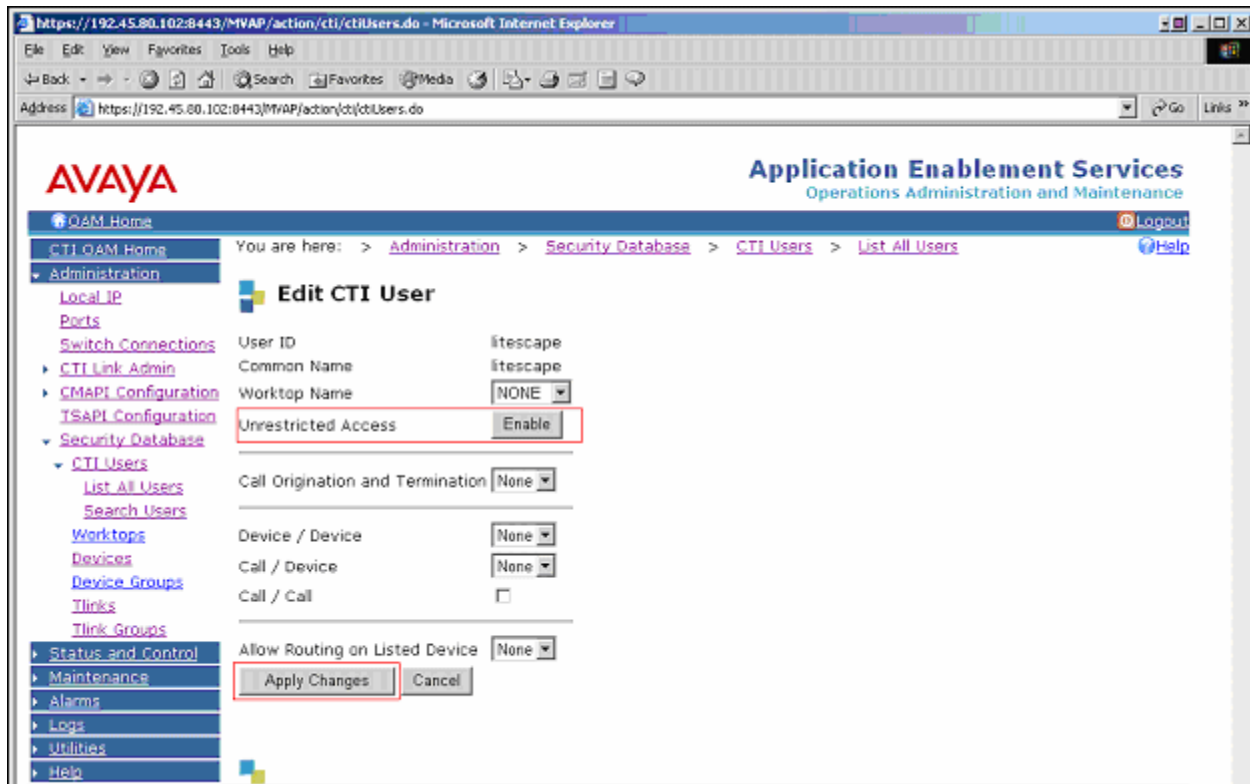 https://192.45.80.102:8443/MVAP/action/cti/ctiUsers.do - Microsoft Internet Explorer
File Edit View Favorites Tools Help
Back Search Favorites Media
Address https://192.45.80.102:8443/MVAP/action/cti/ctiUsers.do Go Links »
AVAYA
Application Enablement Services
Operations Administration and Maintenance
OAM Home Logout
CTI OAM Home
You are here: > Administration > Security Database > CTI Users > List All Users Help
Administration
Local IP
Ports
Switch Connections
CTI Link Admin
CMAPI Configuration
TSAPI Configuration
Security Database
CTI Users
List All Users
Search Users
Worktops
Devices
Device Groups
Tlinks
Tlink Groups
Status and Control
Maintenance
Alarms
Logs
Utilities
Help
Edit CTI User
User ID litescape
Common Name litescape
Worktop Name NONE
Unrestricted Access Enable
Call Origination and Termination None
Device / Device None
Call / Device None
Call / Call
Allow Routing on Listed Device None
Apply Changes Cancel